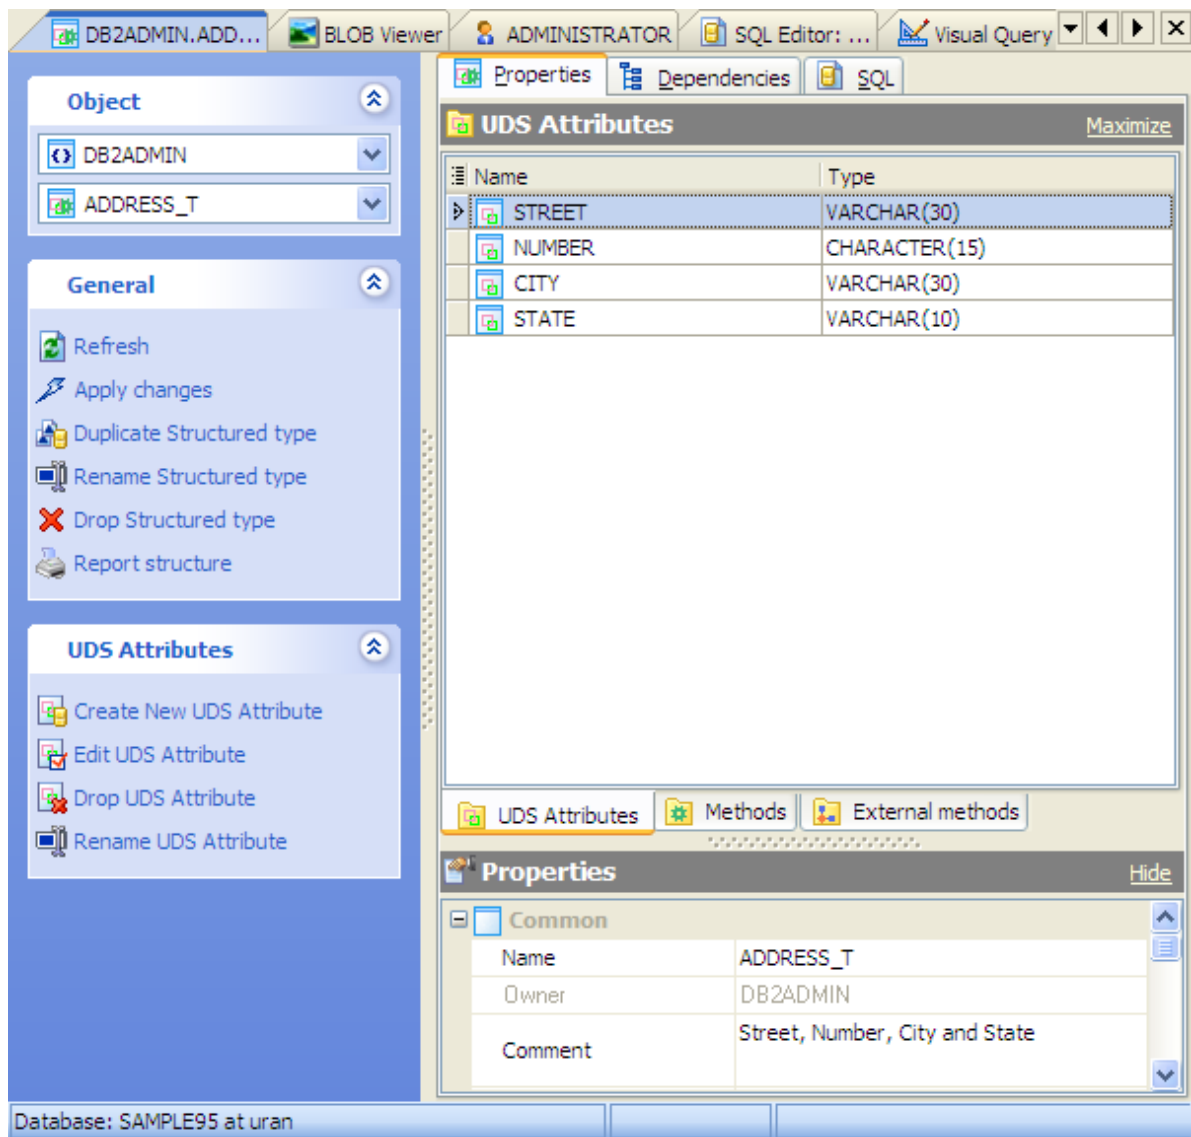 DB2ADMIN.ADD... BLOB Viewer ADMINISTRATOR SQL Editor: ... Visual Query
Object
DB2ADMIN
ADDRESS_T
General
Refresh
Apply changes
Duplicate Structured type
Rename Structured type
Drop Structured type
Report structure
UDS Attributes
Create New UDS Attribute
Edit UDS Attribute
Drop UDS Attribute
Rename UDS Attribute
Properties Dependencies SQL
UDS Attributes Maximize
Name Type
STREET VARCHAR(30)
NUMBER CHARACTER(15)
CITY VARCHAR(30)
STATE VARCHAR(10)
UDS Attributes Methods External methods
Properties Hide
Common
Name ADDRESS_T
Owner DB2ADMIN
Comment Street, Number, City and State
Database: SAMPLE95 at uran